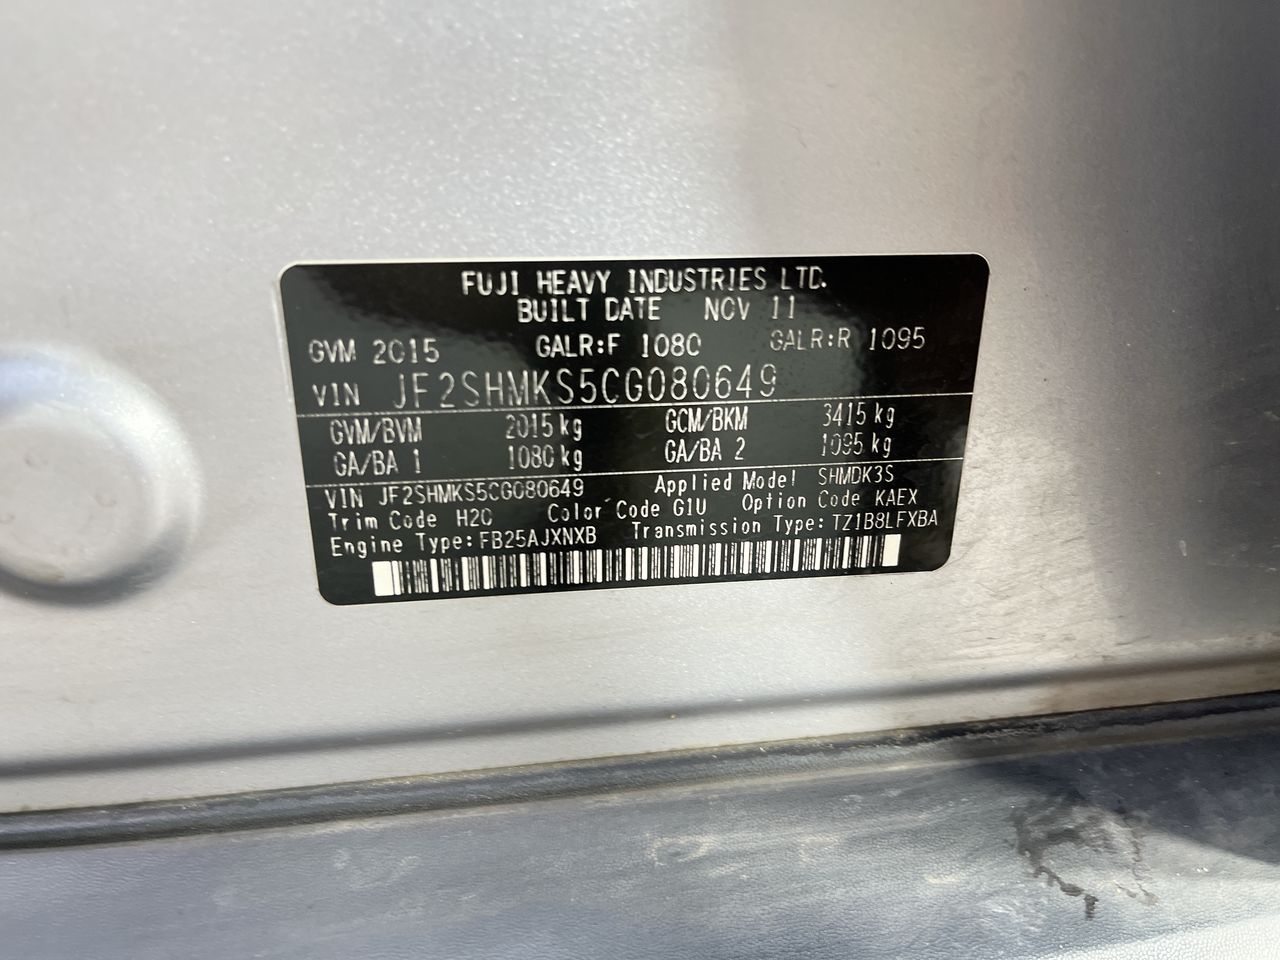 FUJI HEAVY INDUSTRIES LTD.
BUILT DATE NOV 11
GVM 2015 GALR:F 1080 GALR:R 1095
VIN JF2SHMKS5CG080649
GVM/BVM 2015 kg GCM/BKM 3415 kg
GA/BA 1 1080 kg GA/BA 2 1095 kg
VIN JF2SHMKS5CG080649 Applied Model SHMDK3S
Trim Code H20 Color Code G1U Option Code KAEX
Engine Type: FB25AJXNXB Transmission Type: TZ1B8LFXBA